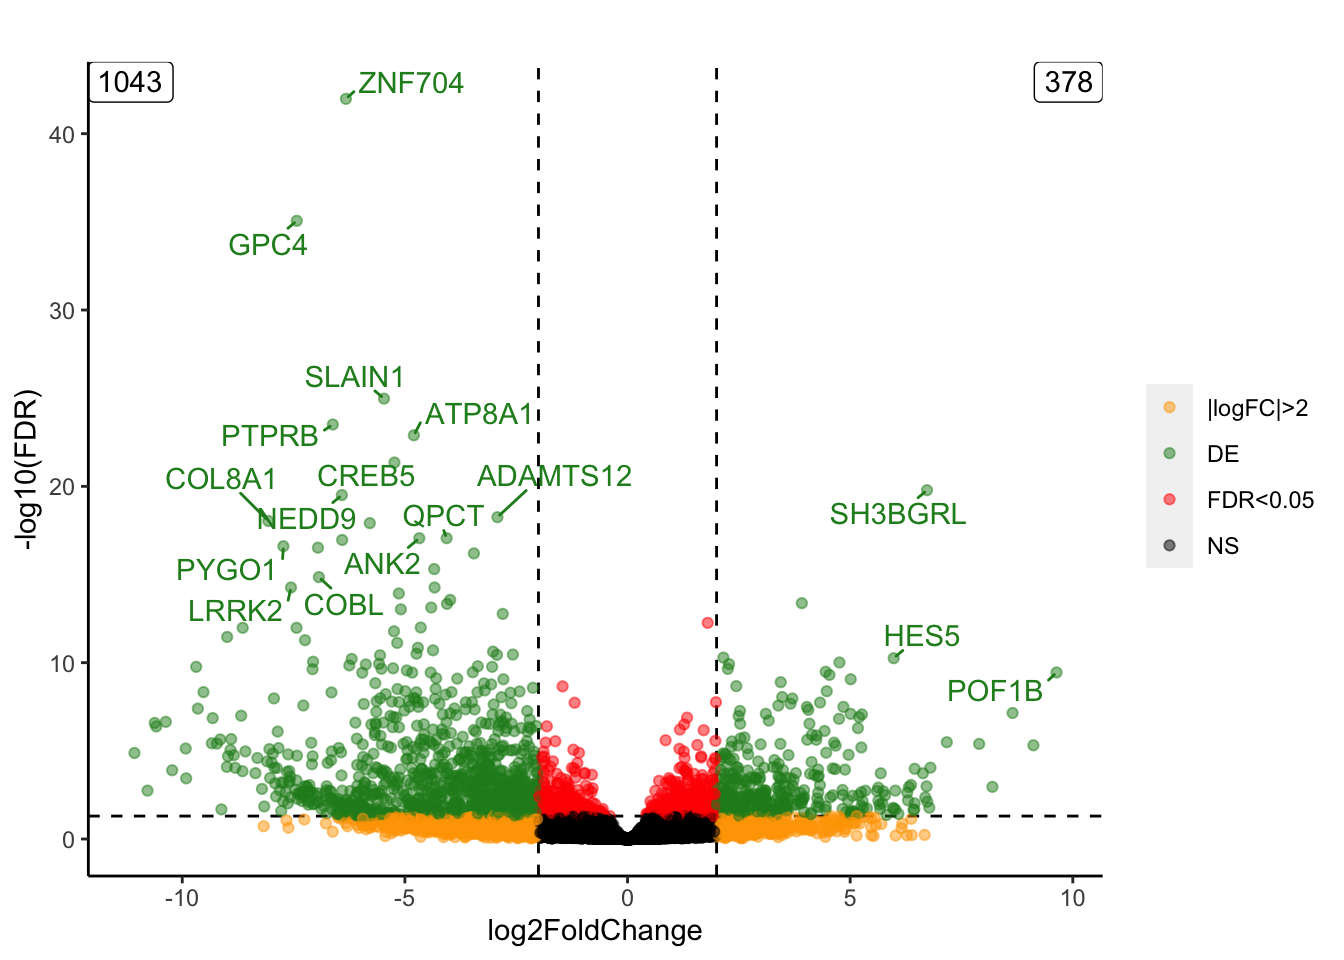 1043
ZNF704
378
40
GPC4
30
SLAIN1
ATP8A1
PTPRB
COL8A1
CREB5
ADAMTS12
20
NEDD9
QPCT
SH3BGRL
PYGO1
ANK2
LRRK2
COBL
HES5
10
POF1B
0
-10
-5
0
5
10
log2FoldChange
-log10(FDR)
|logFC|>2
DE
FDR<0.05
NS